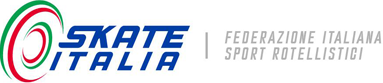 SKATE
ITALIA
FEDERAZIONE ITALIANA
SPORT ROTELLISTICI